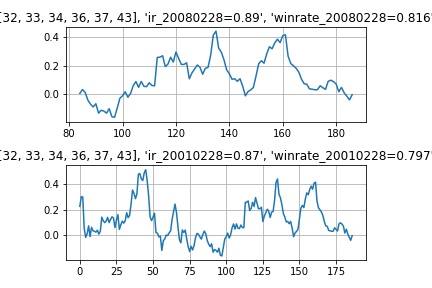 [32, 33, 34, 36, 37, 43], 'ir_20080228=0.89', 'winrate_20080228=0.816'
0.4
0.2
0.0
80 100 120 140 160 180
[32, 33, 34, 36, 37, 43], 'ir_20010228=0.87', 'winrate_20010228=0.797'
0.4
0.2
0.0
0 25 50 75 100 125 150 175